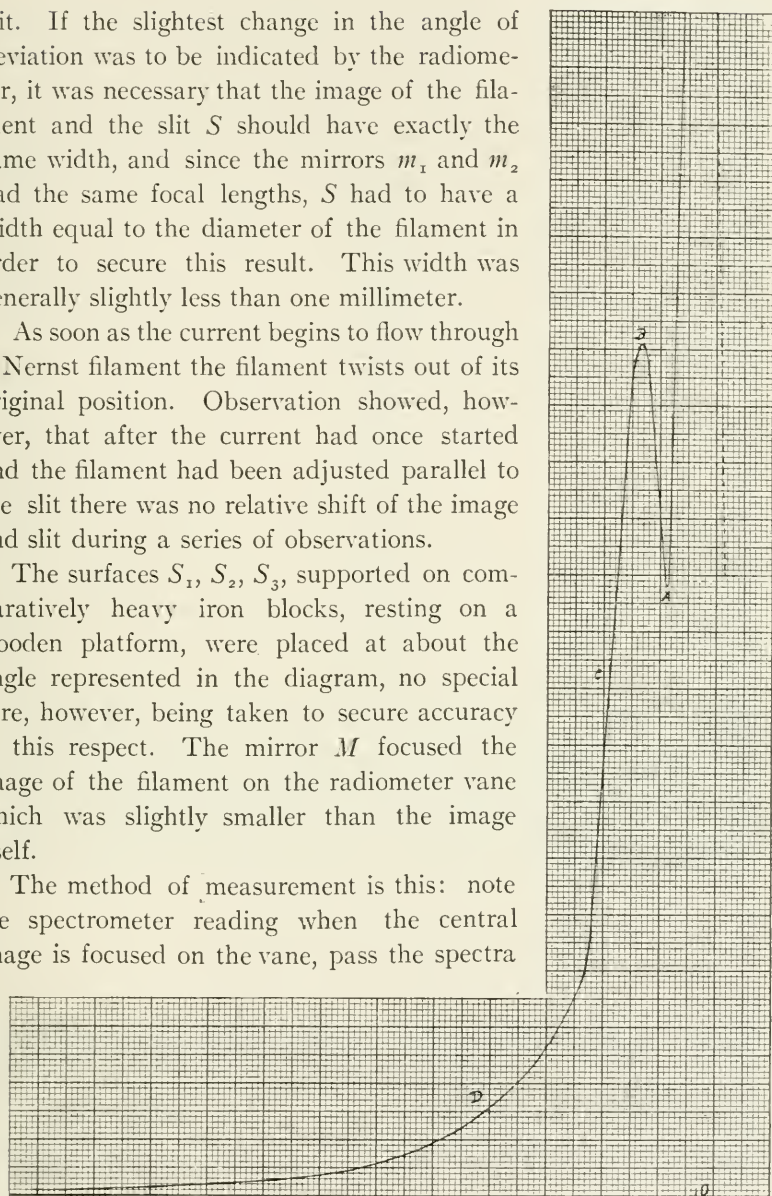 it. If the slightest change in the angle of
eviation was to be indicated by the radiome-
er, it was necessary that the image of the fila-
ent and the slit S should have exactly the
ame width, and since the mirrors m₁ and m₂
ad the same focal lengths, S had to have a
idth equal to the diameter of the filament in
rder to secure this result. This width was
enerally slightly less than one millimeter.
As soon as the current begins to flow through
Nernst filament the filament twists out of its
riginal position. Observation showed, how-
ver, that after the current had once started
nd the filament had been adjusted parallel to
e slit there was no relative shift of the image
nd slit during a series of observations.
The surfaces S₁, S₂, S₃, supported on com-
aratively heavy iron blocks, resting on a
ooden platform, were placed at about the
ngle represented in the diagram, no special
re, however, being taken to secure accuracy
this respect. The mirror M focused the
nage of the filament on the radiometer vane
hich was slightly smaller than the image
self.
The method of measurement is this: note
e spectrometer reading when the central
nage is focused on the vane, pass the spectra
B
A
C
D
O